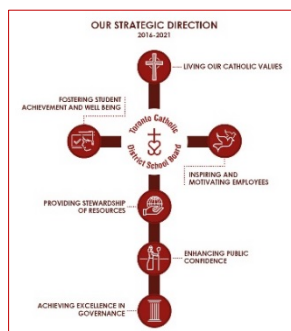 OUR STRATEGIC DIRECTION
2016-2021
LIVING OUR CATHOLIC VALUES
FOSTERING STUDENT
ACHIEVEMENT AND WELL BEING
Toronto Catholic
District School Board
INSPIRING AND
MOTIVATING EMPLOYEES
PROVIDING STEWARDSHIP
OF RESOURCES
ENHANCING PUBLIC
CONFIDENCE
ACHIEVING EXCELLENCE IN
GOVERNANCE